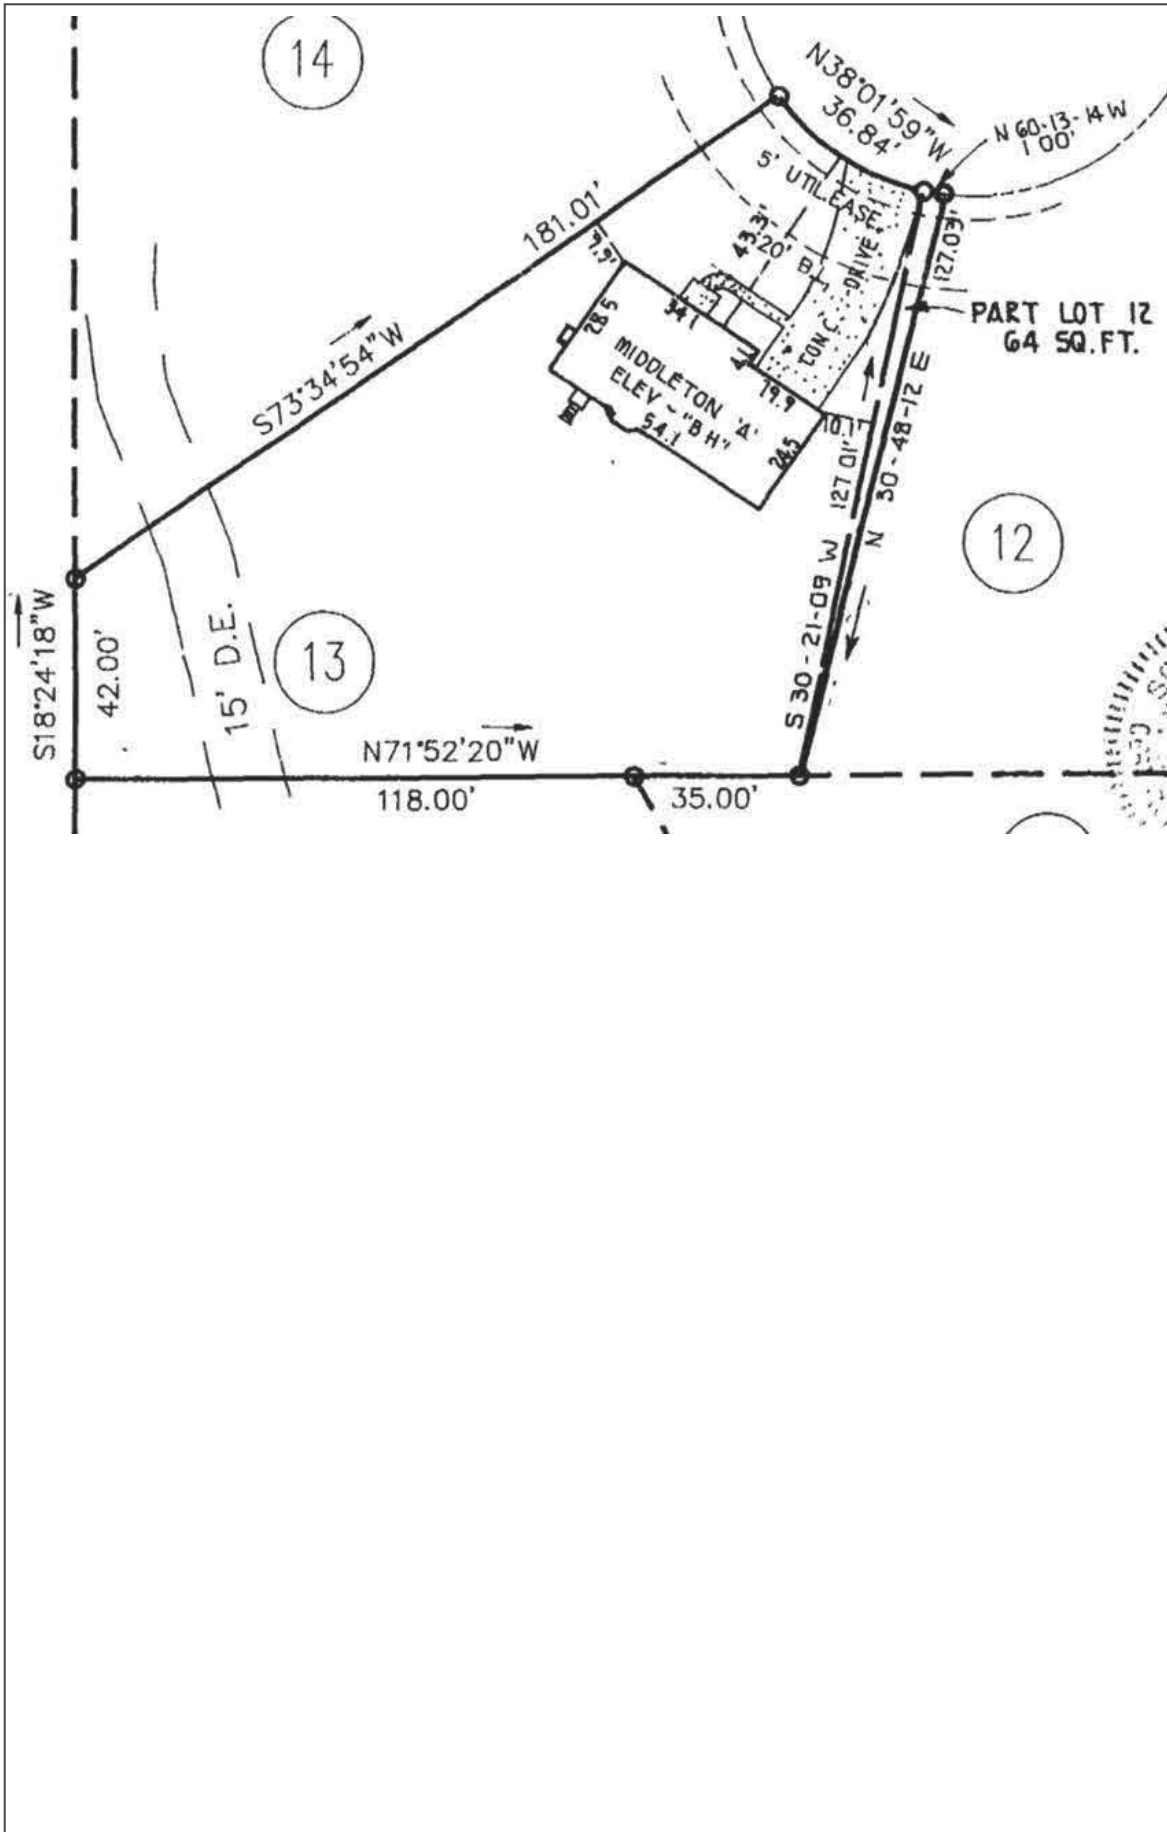 14
N38°01'59"W
36.84'
N 60-13-14 W
1 00'
5' UTIL.EASE.
181.01'
9.9'
43.3'
20' B
DRIVE
127.03'
CONC.
PART LOT 12
64 SQ.FT.
28 5
34.1
MIDDLETON 'A'
ELEV - "B H"
54.1
19.9
10.1'
24.5
S73°34'54"W
127 01'
S 30-21-09 W
N 30-48-12 E
12
S18°24'18"W
42.00'
15' D.E.
13
N71°52'20"W
118.00'
35.00'